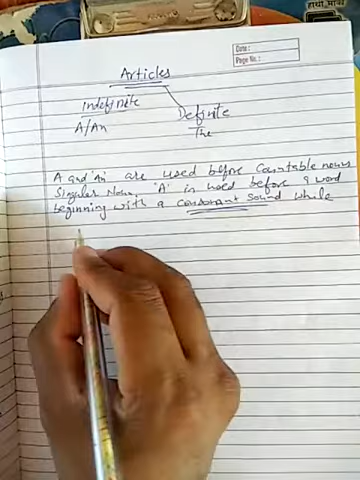 हाथी मार्का
Date :
Page No. :
Articles
Indefinite
Definite
A/An
The
A and 'An' are used before Countable nouns
Singular Noun, 'A' is used before a word
beginning with a consonant sound while